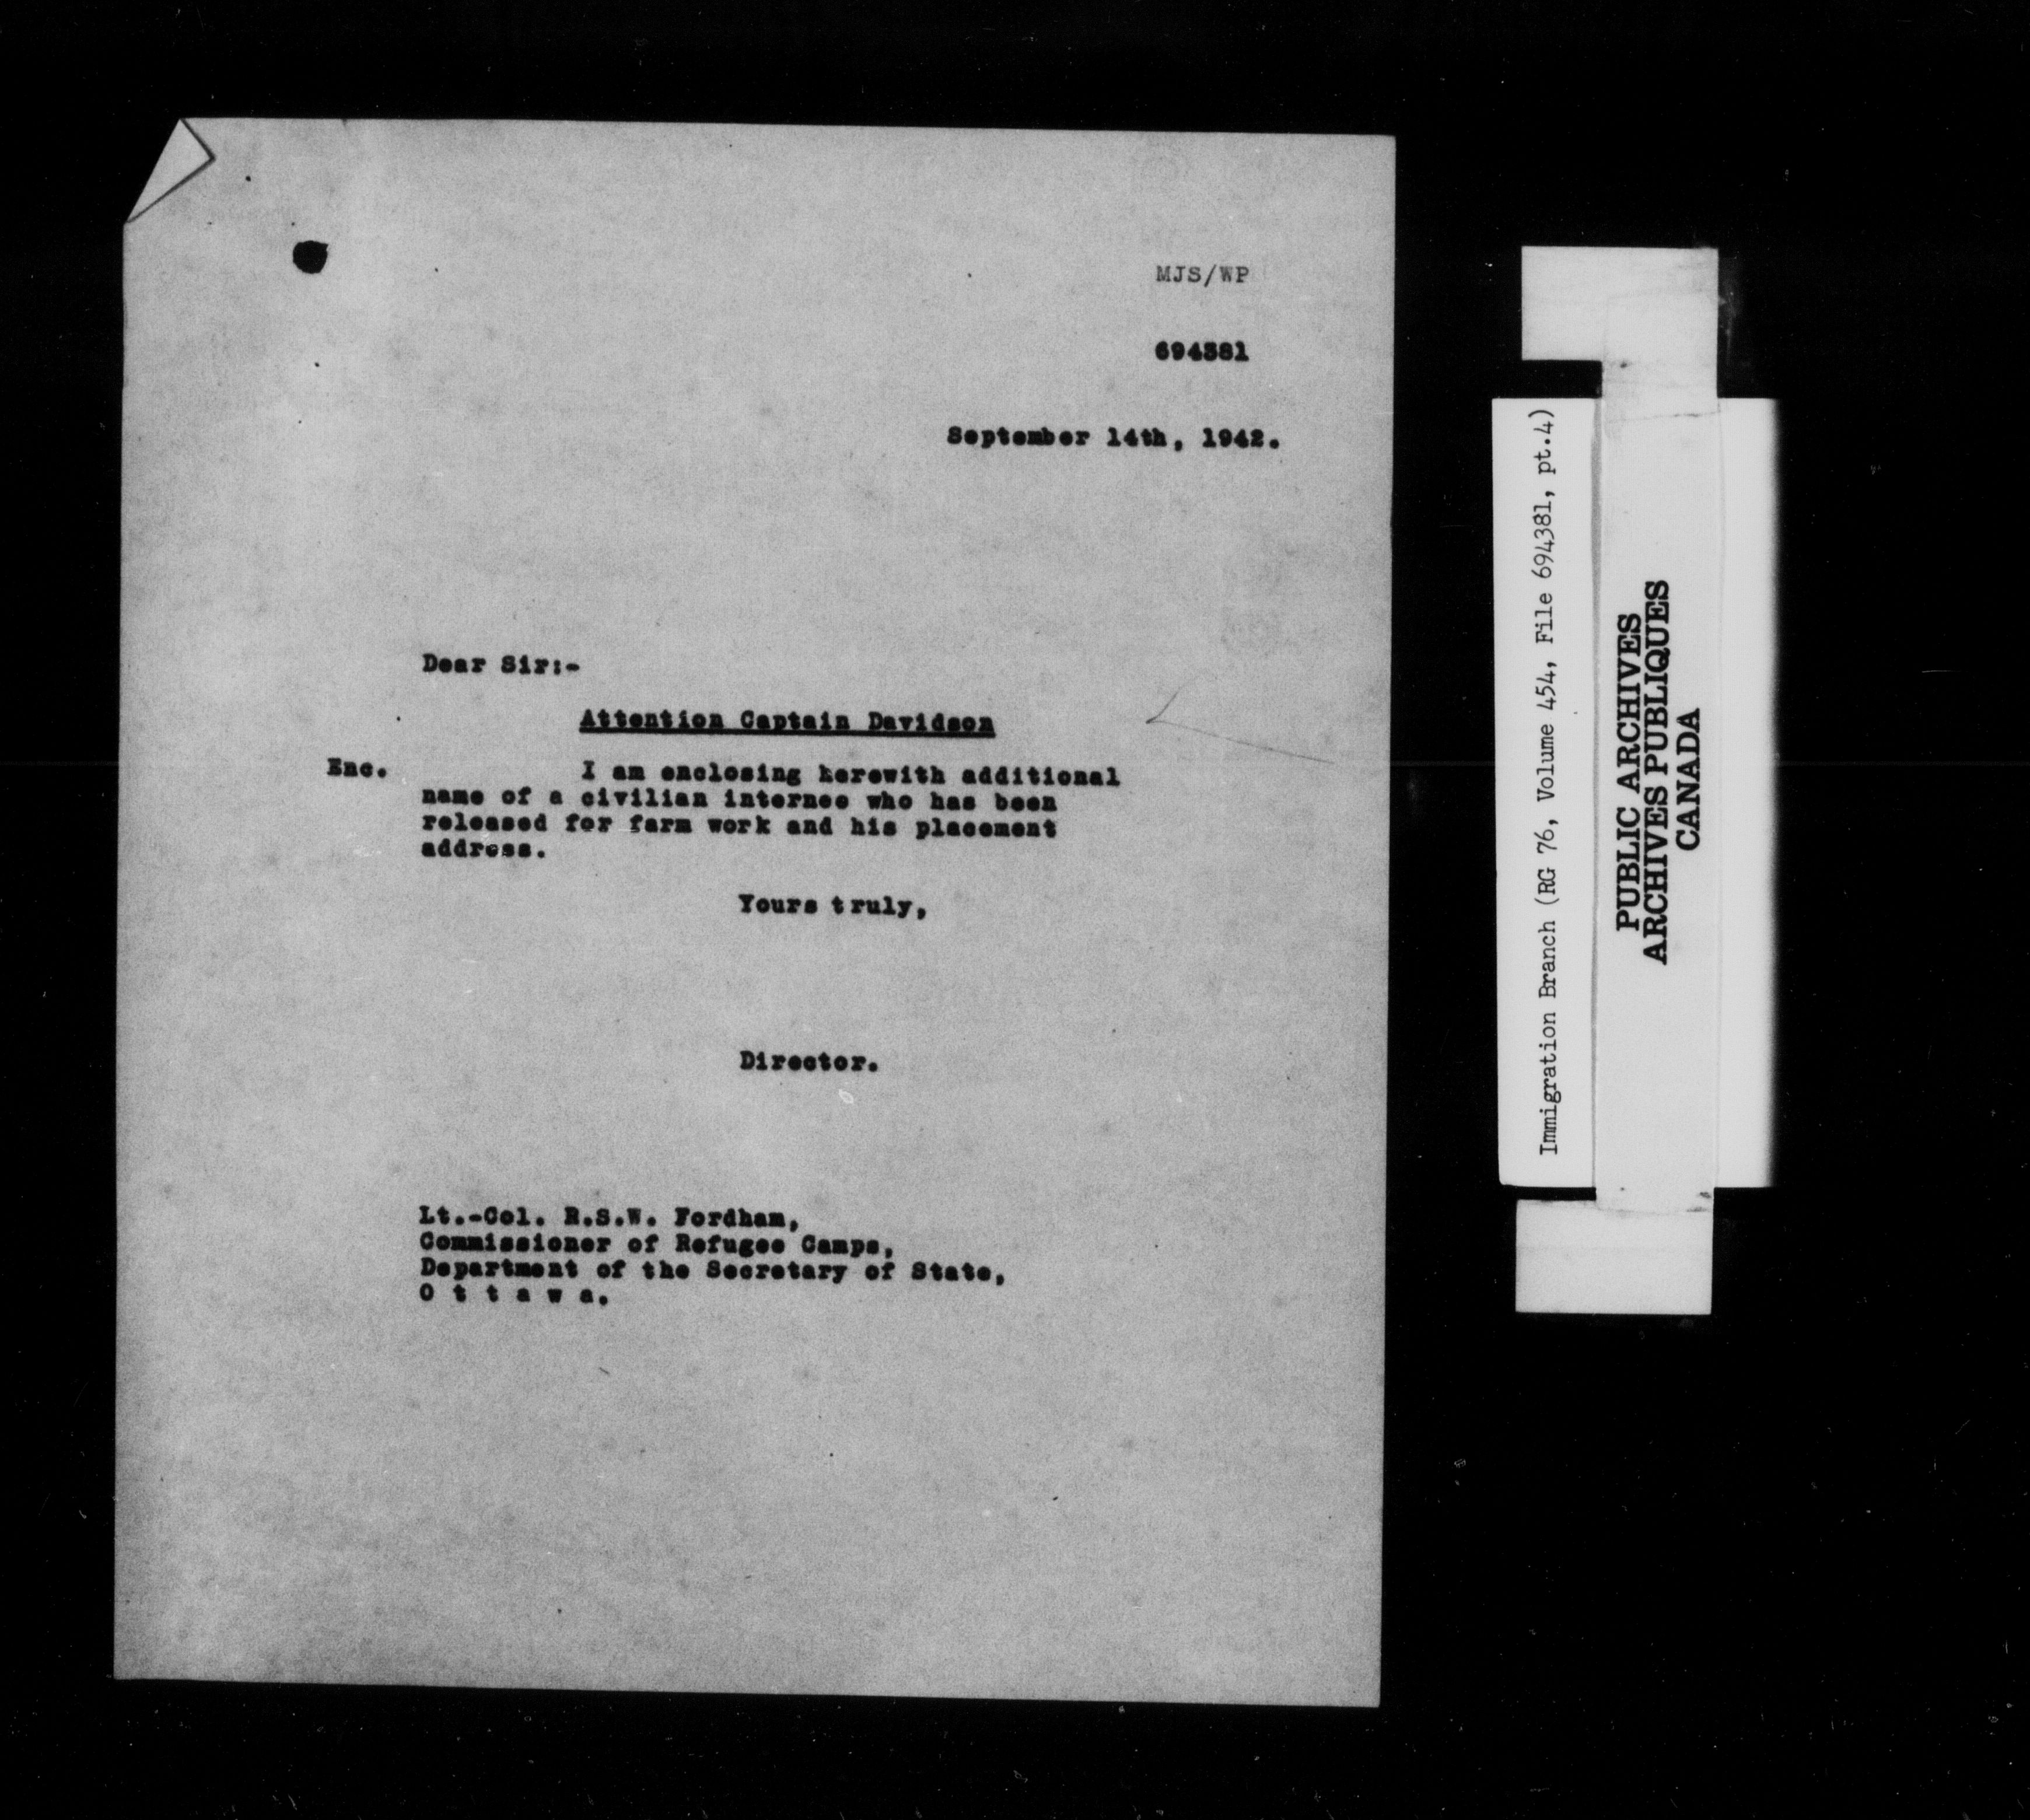 MJS/WP
694381
September 14th, 1942.
Dear Sir:-
Attention Captain Davidson
Enc. I am enclosing herewith additional
name of a civilian internee who has been
released for farm work and his placement
address.
Yours truly,
Director.
Lt.-Col. R.S.W. Fordham,
Commissioner of Refugee Camps,
Department of the Secretary of State,
O t t a w a.
Immigration Branch (RG 76, Volume 454, File 694381, pt.4)
PUBLIC ARCHIVES
ARCHIVES PUBLIQUES
CANADA